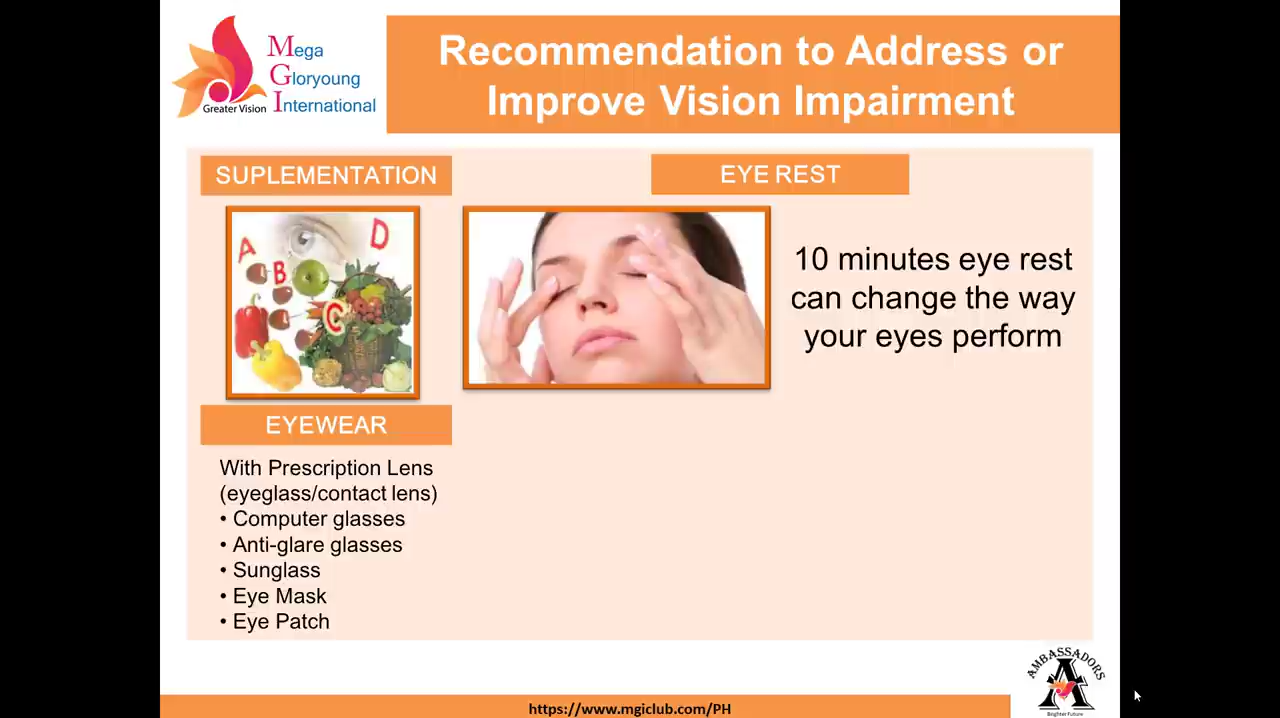 Mega
Gloryoung
International
Greater Vision
Recommendation to Address or
Improve Vision Impairment
SUPLEMENTATION
A
B
C
D
EYEWEAR
With Prescription Lens
(eyeglass/contact lens)
• Computer glasses
• Anti-glare glasses
• Sunglass
• Eye Mask
• Eye Patch
EYE REST
10 minutes eye rest
can change the way
your eyes perform
AMBASSADORS
A
Brighter Future
https://www.mgiclub.com/PH